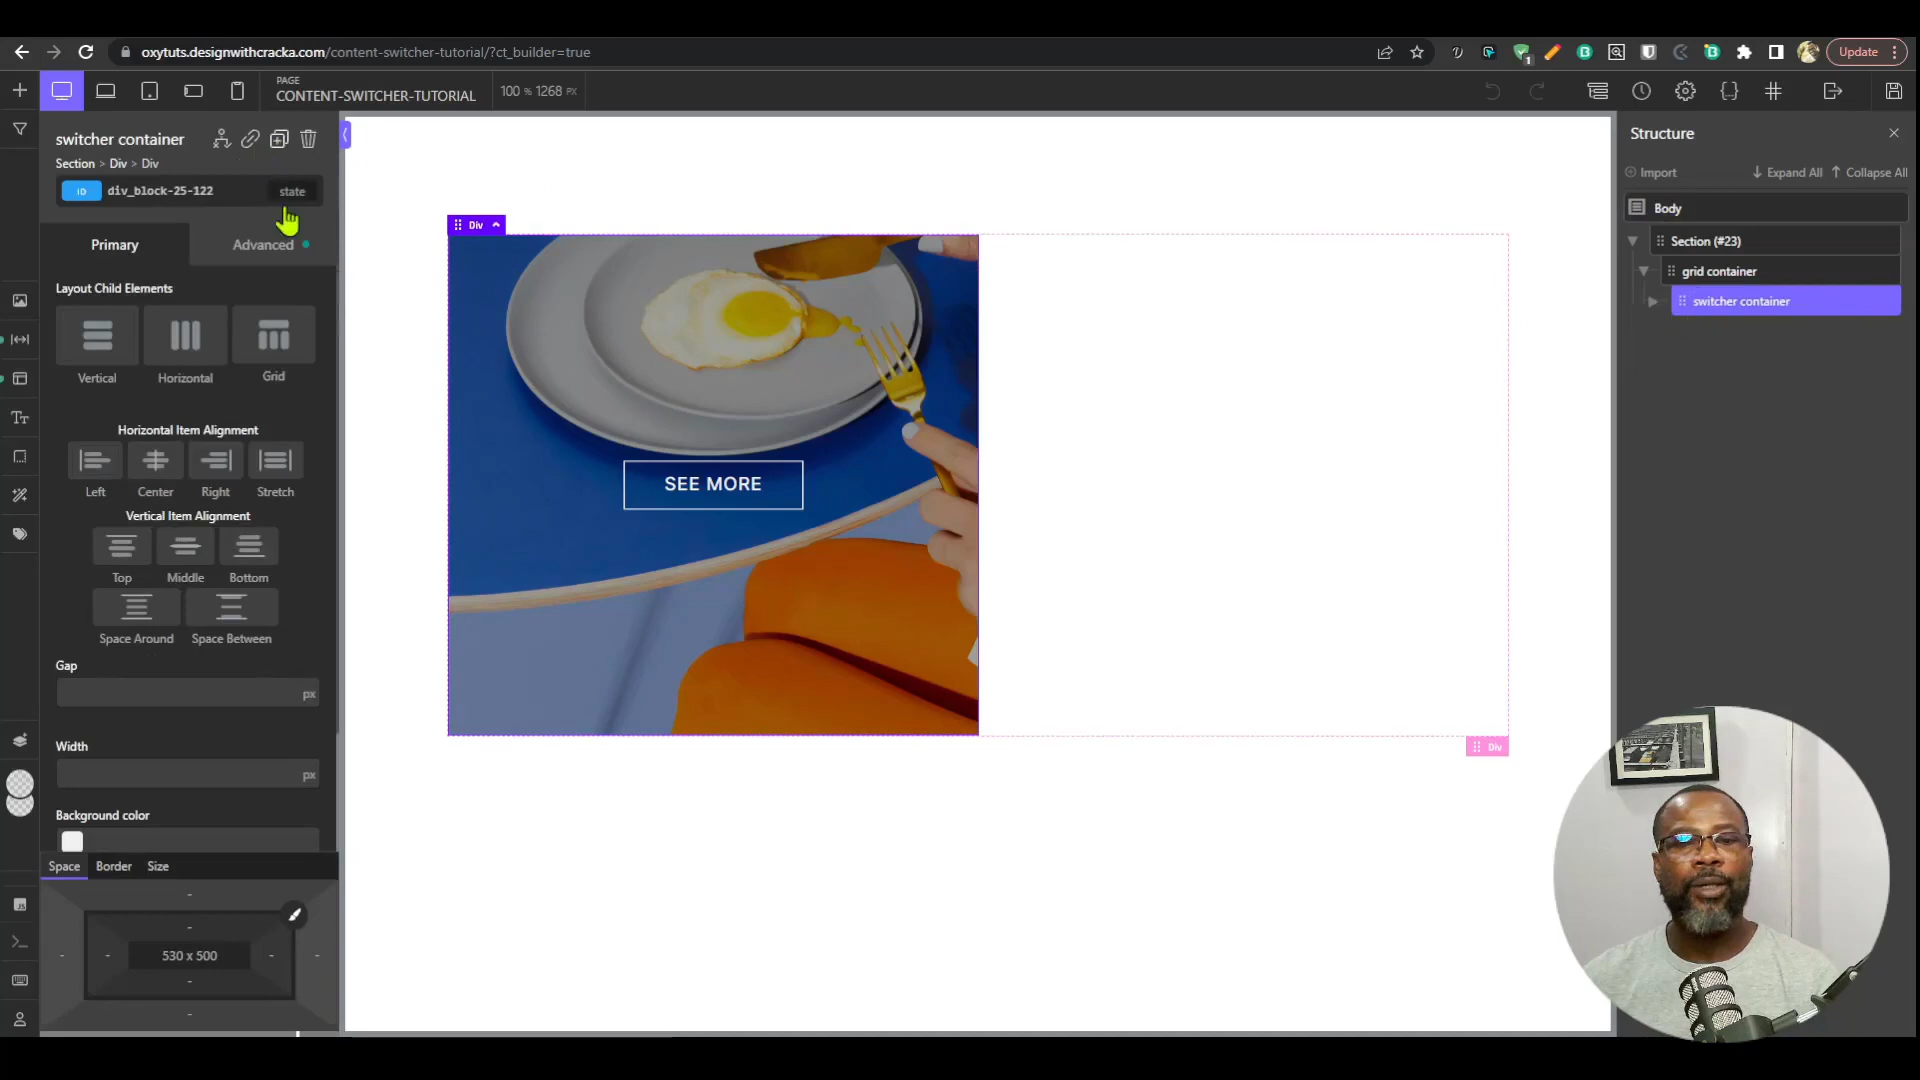 oxytuts.designwithcracka.com/content-switcher-tutorial/?ct_builder=true
1
Update
PAGE
CONTENT-SWITCHER-TUTORIAL
100 % 1268 PX
switcher container
Section > Div > Div
ID div_block-25-122 state
Primary Advanced
Layout Child Elements
Vertical Horizontal Grid
Horizontal Item Alignment
Left Center Right Stretch
Vertical Item Alignment
Top Middle Bottom
Space Around Space Between
Gap
px
Width
px
Background color
Space Border Size
530 x 500
Div
SEE MORE
Div
Structure
Import Expand All Collapse All
Body
Section (#23)
grid container
switcher container